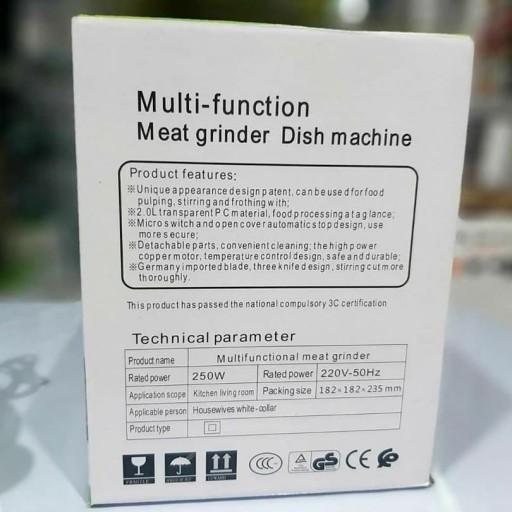 Multi-function
Meat grinder Dish machine
Product features:
※Unique appearance design patent, can be used for food
pulping, stirring and frothing with;
※2.0L transparent PC material, food processing at a glance;
※Micro switch and open cover automatic stop design, use
more secure;
※Detachable parts, convenient cleaning; the high power
copper motor, temperature control design, safe and durable;
※Germany imported blade, three knife design, stirring cut more
thoroughly.
This product has passed the national compulsory 3C certification
Technical parameter
Product name Multifunctional meat grinder
Rated power 250W Rated power 220V-50Hz
Application scope Kitchen living room Packing size 182×182×235 mm
Applicable person Housewives white-collar
Product type
FRAGILE
CCC GS CE